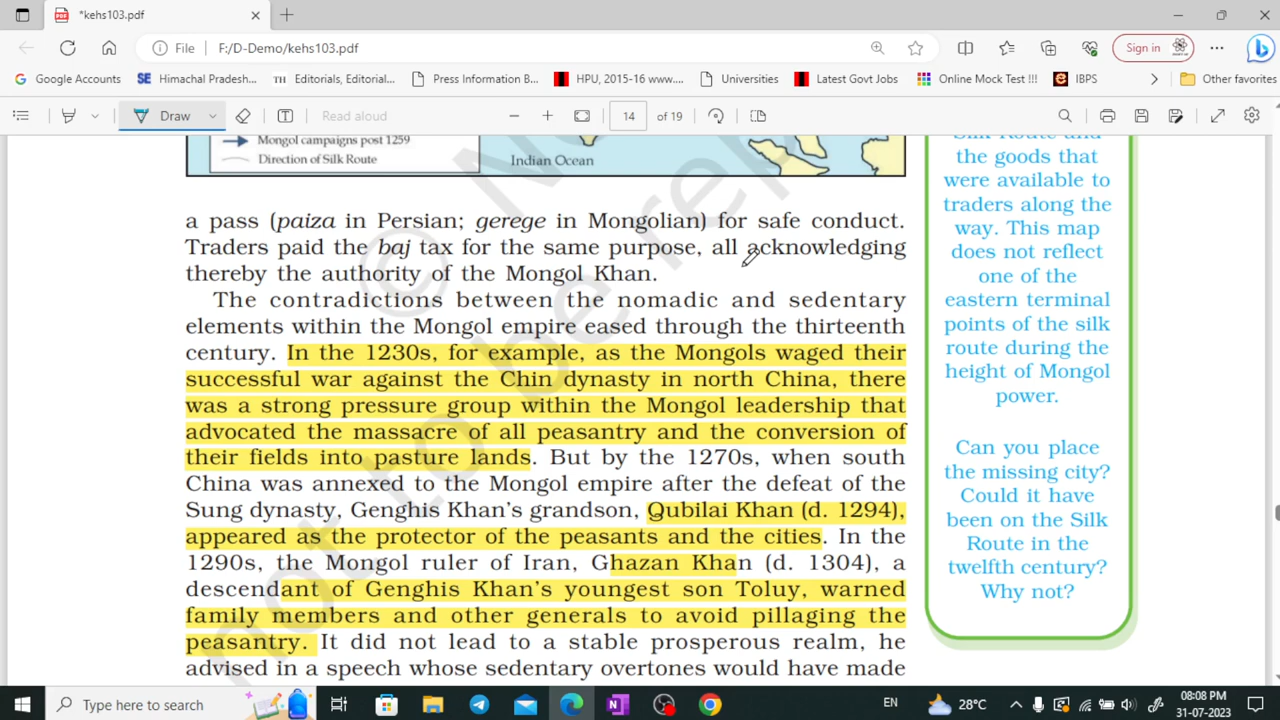 *kehs103.pdf
File F:/D-Demo/kehs103.pdf Sign in
Google Accounts SE Himachal Pradesh... TH Editorials, Editorial... Press Information B... HPU, 2015-16 www.... Universities Latest Govt Jobs Online Mock Test !!! IBPS Other favorites
Draw Read aloud 14 of 19
Mongol campaigns post 1259
Direction of Silk Route
Indian Ocean
a pass (paiza in Persian; gerege in Mongolian) for safe conduct.
Traders paid the baj tax for the same purpose, all acknowledging
thereby the authority of the Mongol Khan.
The contradictions between the nomadic and sedentary
elements within the Mongol empire eased through the thirteenth
century. In the 1230s, for example, as the Mongols waged their
successful war against the Chin dynasty in north China, there
was a strong pressure group within the Mongol leadership that
advocated the massacre of all peasantry and the conversion of
their fields into pasture lands. But by the 1270s, when south
China was annexed to the Mongol empire after the defeat of the
Sung dynasty, Genghis Khan's grandson, Qubilai Khan (d. 1294),
appeared as the protector of the peasants and the cities. In the
1290s, the Mongol ruler of Iran, Ghazan Khan (d. 1304), a
descendant of Genghis Khan's youngest son Toluy, warned
family members and other generals to avoid pillaging the
peasantry. It did not lead to a stable prosperous realm, he
advised in a speech whose sedentary overtones would have made
Silk Route and
the goods that
were available to
traders along the
way. This map
does not reflect
one of the
eastern terminal
points of the silk
route during the
height of Mongol
power.
Can you place
the missing city?
Could it have
been on the Silk
Route in the
twelfth century?
Why not?
not to be rep
© N
Type here to search
EN
28°C
08:08 PM
31-07-2023